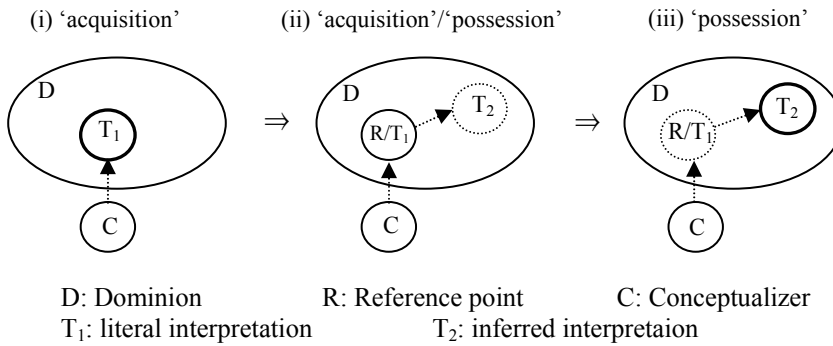 (i) ‘acquisition’ (ii) ‘acquisition’/‘possession’ (iii) ‘possession’
D D D
T₁ ⇒ R/T₁ T₂ ⇒ R/T₁ T₂
C C C
D: Dominion R: Reference point C: Conceptualizer
T₁: literal interpretation T₂: inferred interpretaion